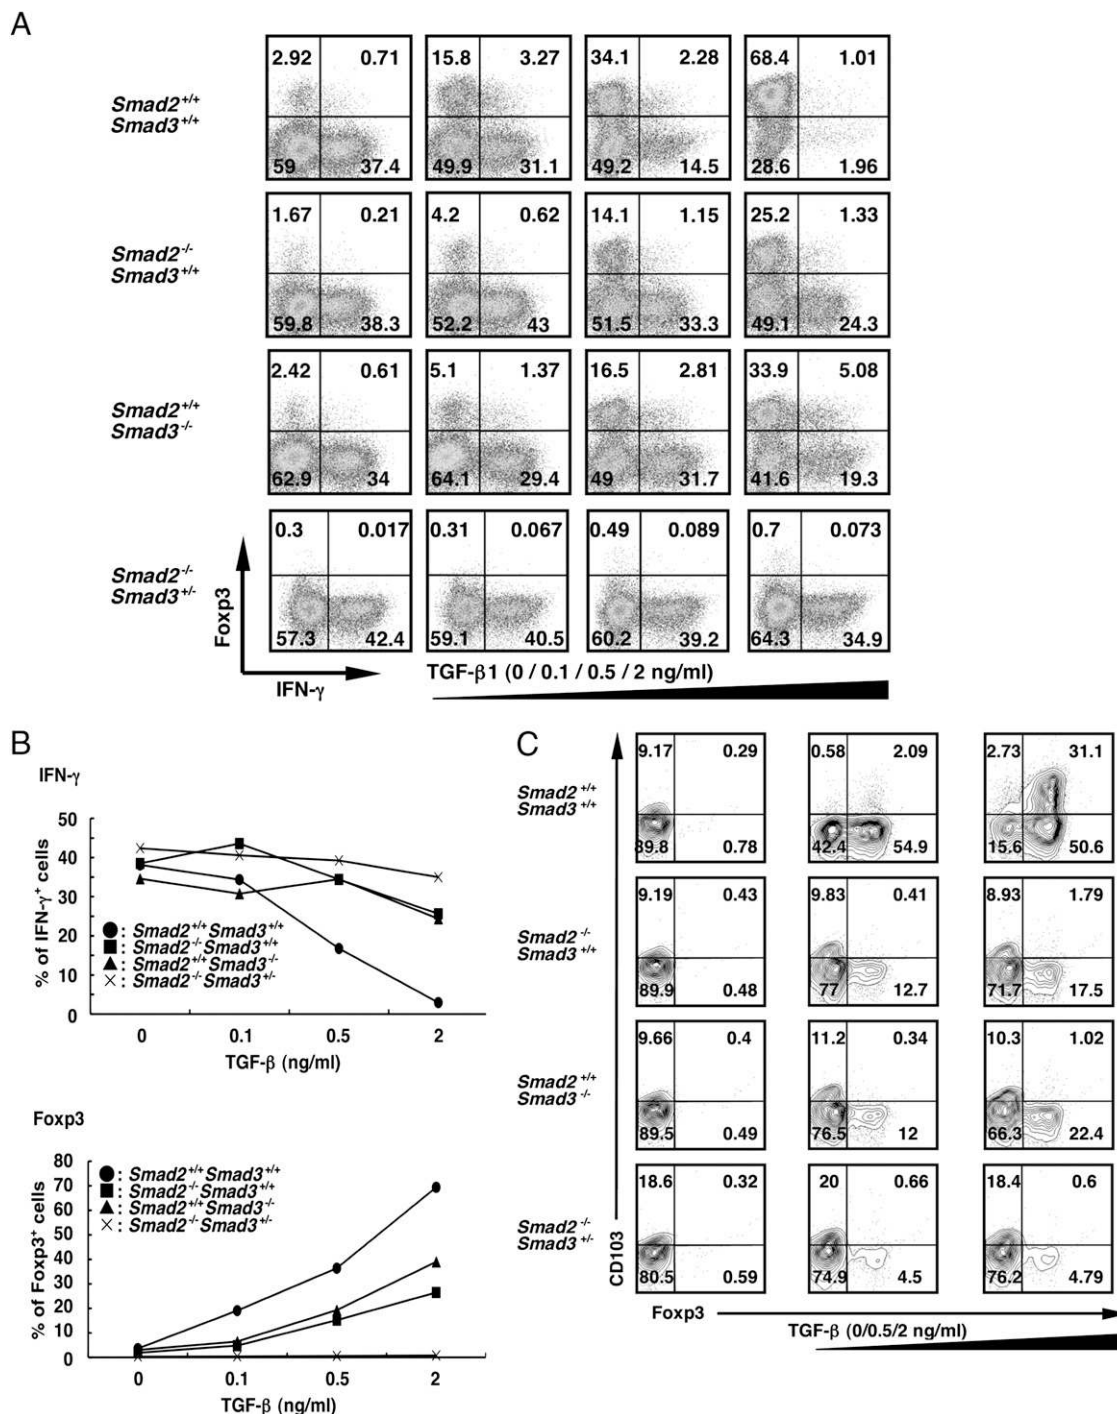 A
Smad2+/+
Smad3+/+
2.92 0.71
59 37.4
15.8 3.27
49.9 31.1
34.1 2.28
49.2 14.5
68.4 1.01
28.6 1.96
Smad2-/-
Smad3+/+
1.67 0.21
59.8 38.3
4.2 0.62
52.2 43
14.1 1.15
51.5 33.3
25.2 1.33
49.1 24.3
Smad2+/+
Smad3-/-
2.42 0.61
62.9 34
5.1 1.37
64.1 29.4
16.5 2.81
49 31.7
33.9 5.08
41.6 19.3
Smad2-/-
Smad3+/-
0.3 0.017
57.3 42.4
0.31 0.067
59.1 40.5
0.49 0.089
60.2 39.2
0.7 0.073
64.3 34.9
Foxp3
IFN-γ
TGF-β1 (0 / 0.1 / 0.5 / 2 ng/ml)
B
IFN-γ
% of IFN-γ+ cells
50
40
30
20
10
0
● : Smad2+/+ Smad3+/+
■ : Smad2-/- Smad3+/+
▲ : Smad2+/+ Smad3-/-
× : Smad2-/- Smad3+/-
0 0.1 0.5 2
TGF-β (ng/ml)
Foxp3
% of Foxp3+ cells
80
70
60
50
40
30
20
10
0
● : Smad2+/+ Smad3+/+
■ : Smad2-/- Smad3+/+
▲ : Smad2+/+ Smad3-/-
× : Smad2-/- Smad3+/-
0 0.1 0.5 2
TGF-β (ng/ml)
C
Smad2+/+
Smad3+/+
9.17 0.29
89.8 0.78
0.58 2.09
42.4 54.9
2.73 31.1
15.6 50.6
Smad2-/-
Smad3+/+
9.19 0.43
89.9 0.48
9.83 0.41
77 12.7
8.93 1.79
71.7 17.5
Smad2+/+
Smad3-/-
9.66 0.4
89.5 0.49
11.2 0.34
76.5 12
10.3 1.02
66.3 22.4
Smad2-/-
Smad3+/-
18.6 0.32
80.5 0.59
20 0.66
74.9 4.5
18.4 0.6
76.2 4.79
CD103
Foxp3
TGF-β (0/0.5/2 ng/ml)